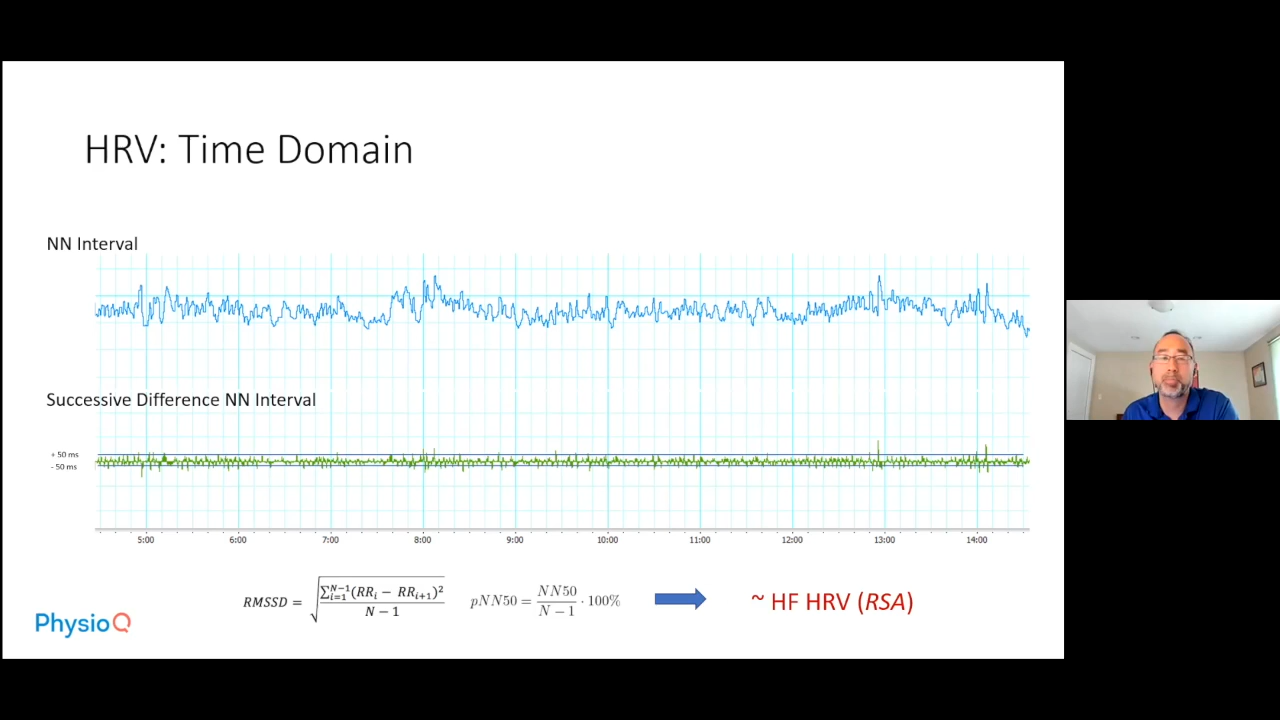 HRV: Time Domain
NN Interval
Successive Difference NN Interval
+ 50 ms
- 50 ms
5:00 6:00 7:00 8:00 9:00 10:00 11:00 12:00 13:00 14:00
RMSSD = √(∑_{i=1}^{N−1}(RR_i − RR_{i+1})²/(N − 1)) pNN50 = NN50/(N − 1) · 100% ~ HF HRV (RSA)
PhysioQ